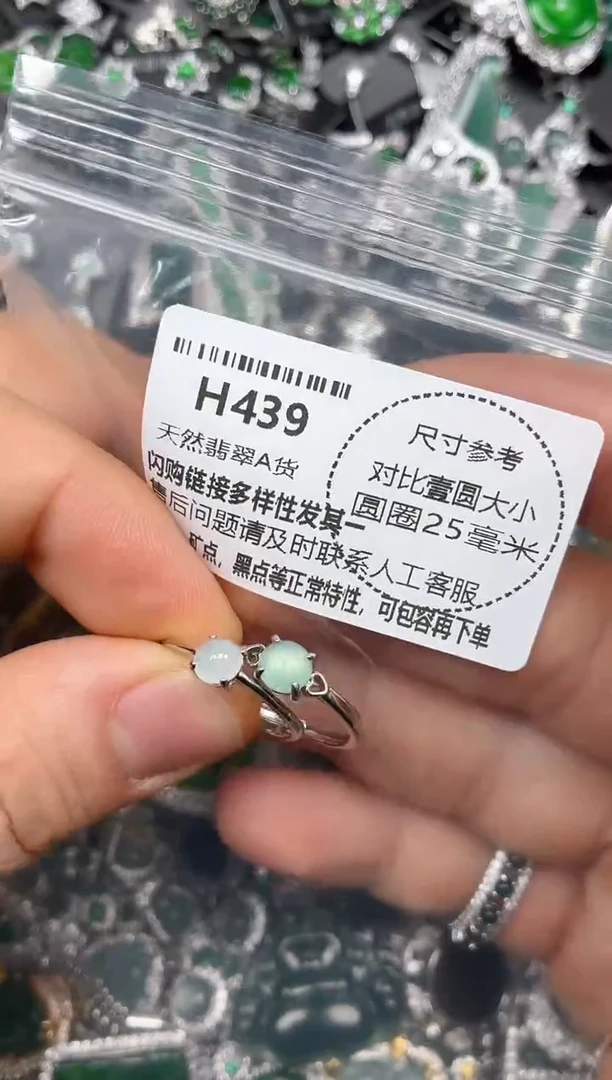 H439
天然翡翠A货
闪购链接多样性发其一
售后问题请及时联系人工客服
矿点，黑点等正常特性，可包容再下单
尺寸参考
对比壹圆大小
圆圈25毫米